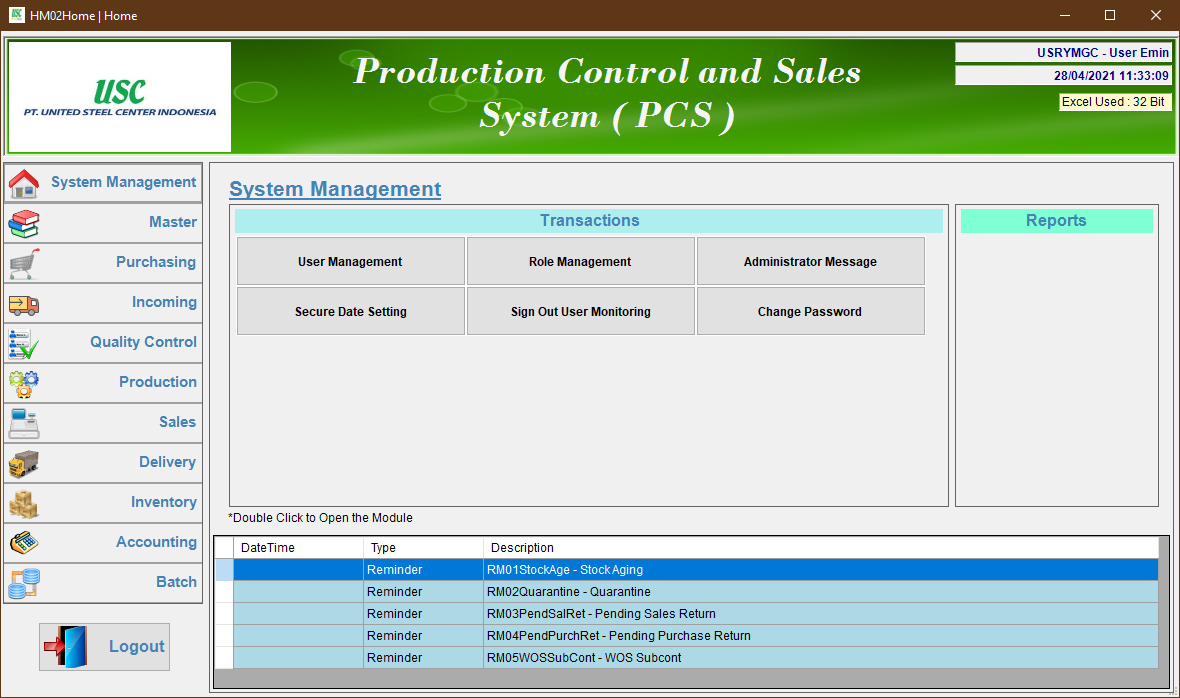 HM02Home | Home
USC
PT. UNITED STEEL CENTER INDONESIA
Production Control and Sales
System ( PCS )
USRYMGC - User Emin
28/04/2021 11:33:09
Excel Used : 32 Bit
System Management
Master
Purchasing
Incoming
Quality Control
Production
Sales
Delivery
Inventory
Accounting
Batch
Logout
System Management
Transactions
Reports
User Management
Role Management
Administrator Message
Secure Date Setting
Sign Out User Monitoring
Change Password
*Double Click to Open the Module
DateTime Type Description
Reminder RM01StockAge - Stock Aging
Reminder RM02Quarantine - Quarantine
Reminder RM03PendSalRet - Pending Sales Return
Reminder RM04PendPurchRet - Pending Purchase Return
Reminder RM05WOSSubCont - WOS Subcont